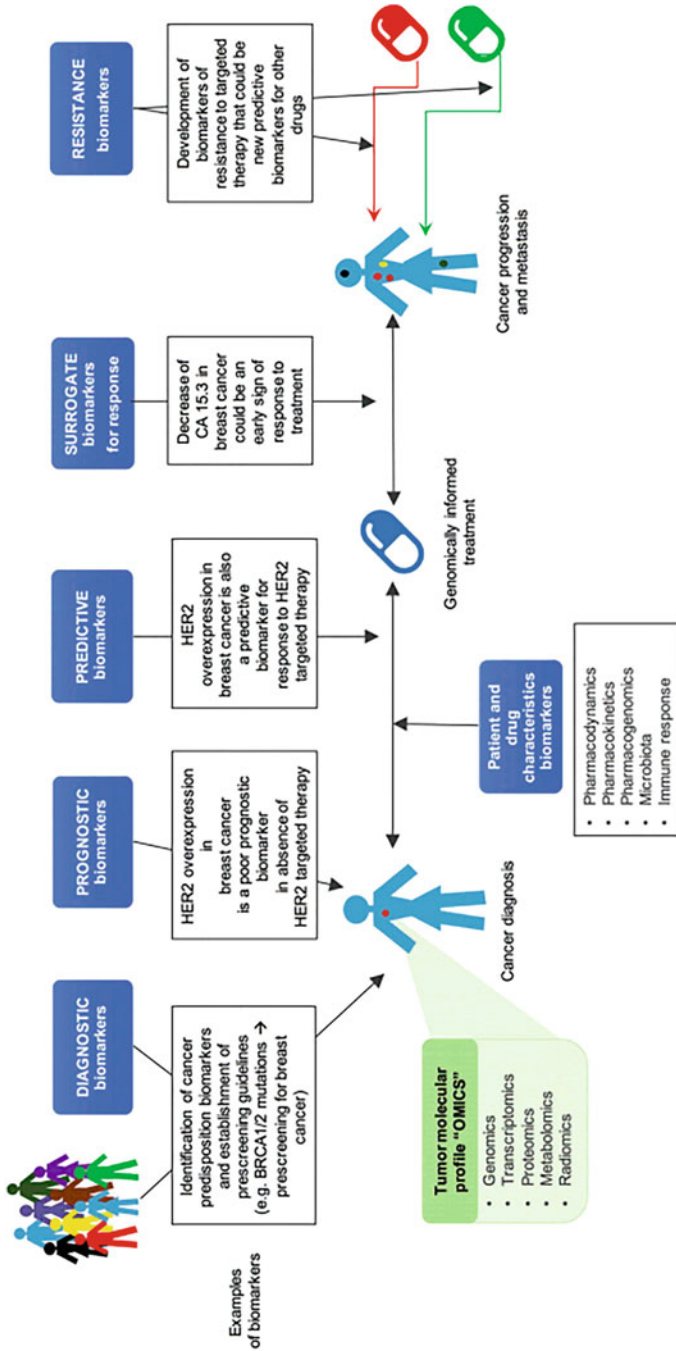 DIAGNOSTIC
biomarkers
PROGNOSTIC
biomarkers
PREDICTIVE
biomarkers
SURROGATE
biomarkers
for response
RESISTANCE
biomarkers
Examples
of biomarkers
Identification of cancer
predisposition biomarkers
and establishment of
prescreening guidelines
(e.g. BRCA1/2 mutations →
prescreening for breast
cancer)
HER2 overexpression
in
breast cancer
is a poor prognostic
biomarker
in absence of
HER2 targeted therapy
HER2
overexpression in
breast cancer is also
a predictive
biomarker for
response to HER2
targeted therapy
Decrease of
CA 15.3 in
breast cancer
could be an
early sign of
response to
treatment
Development of
biomarkers of
resistance to targeted
therapy that could be
new predictive
biomarkers for other
drugs
Cancer diagnosis
Genomically informed
treatment
Cancer progression
and metastasis
Tumor molecular
profile "OMICS"
• Genomics
• Transcriptomics
• Proteomics
• Metabolomics
• Radiomics
Patient and
drug
characteristics
biomarkers
• Pharmacodynamics
• Pharmacokinetics
• Pharmacogenomics
• Microbiota
• Immune response